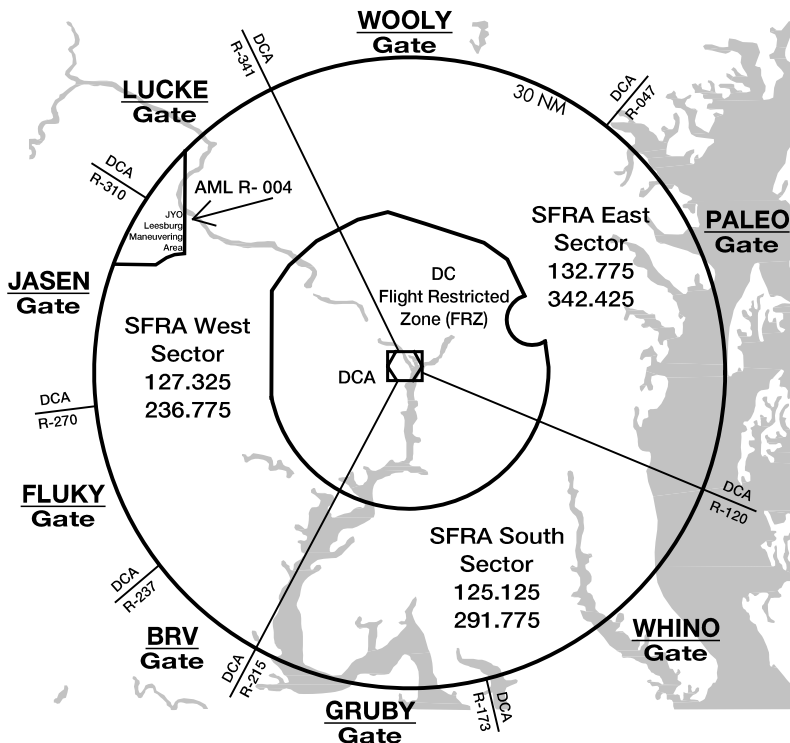 WOOLY
Gate
DCA
R-341
30 NM
DCA
R-047
LUCKE
Gate
DCA
R-310
AML R- 004
JYO
Leesburg
Maneuvering
Area
SFRA East
Sector
132.775
342.425
PALEO
Gate
DC
Flight Restricted
Zone (FRZ)
JASEN
Gate
SFRA West
Sector
127.325
236.775
DCA
DCA
R-270
FLUKY
Gate
DCA
R-120
SFRA South
Sector
125.125
291.775
DCA
R-237
BRV
Gate
WHINO
Gate
DCA
R-215
DCA
R-173
GRUBY
Gate